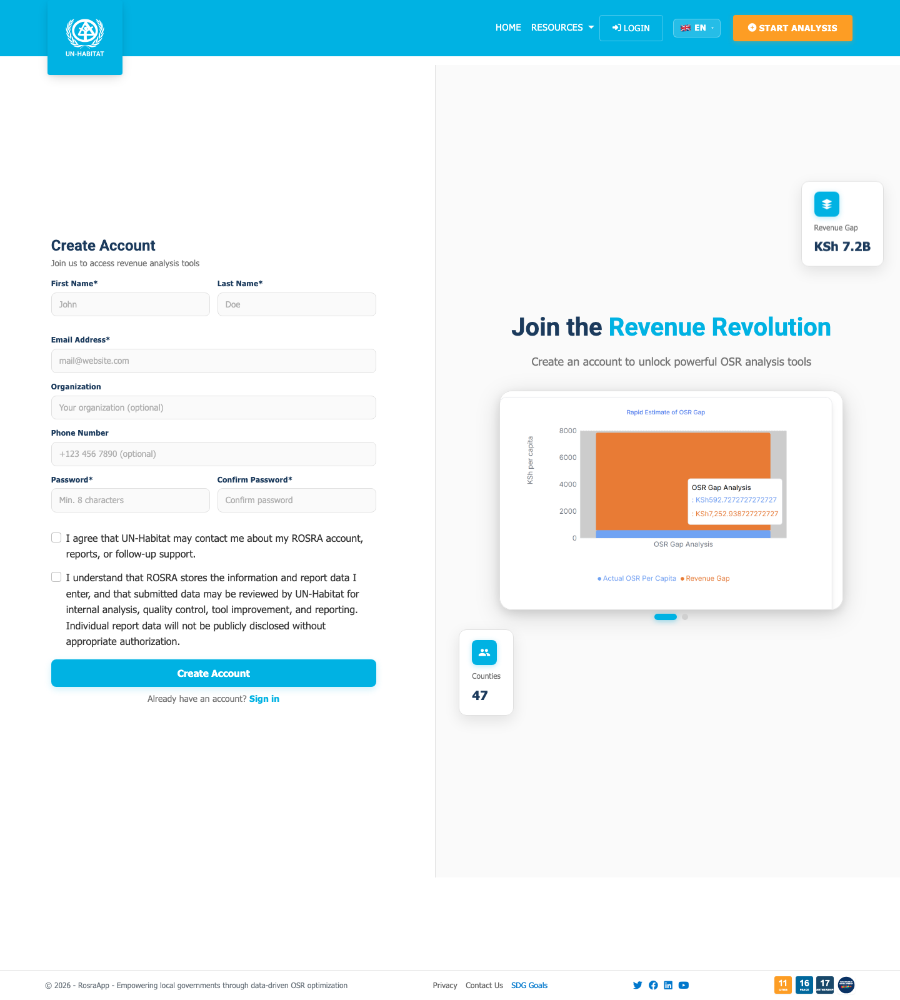 UN-HABITAT
HOME RESOURCES LOGIN EN START ANALYSIS
Create Account
Join us to access revenue analysis tools
First Name* Last Name*
John Doe
Email Address*
mail@website.com
Organization
Your organization (optional)
Phone Number
+123 456 7890 (optional)
Password* Confirm Password*
Min. 8 characters Confirm password
I agree that UN-Habitat may contact me about my ROSRA account,
reports, or follow-up support.
I understand that ROSRA stores the information and report data I
enter, and that submitted data may be reviewed by UN-Habitat for
internal analysis, quality control, tool improvement, and reporting.
Individual report data will not be publicly disclosed without
appropriate authorization.
Create Account
Already have an account? Sign in
Revenue Gap
KSh 7.2B
Join the Revenue Revolution
Create an account to unlock powerful OSR analysis tools
Rapid Estimate of OSR Gap
KSh per capita
8000
6000
4000
2000
0
OSR Gap Analysis
: KSh592.7272727272727
: KSh7,252.938727272727
OSR Gap Analysis
Actual OSR Per Capita Revenue Gap
Counties
47
© 2026 - RosraApp - Empowering local governments through data-driven OSR optimization
Privacy Contact Us SDG Goals
11 16 17
CITIES PEACE PARTNERSHIP